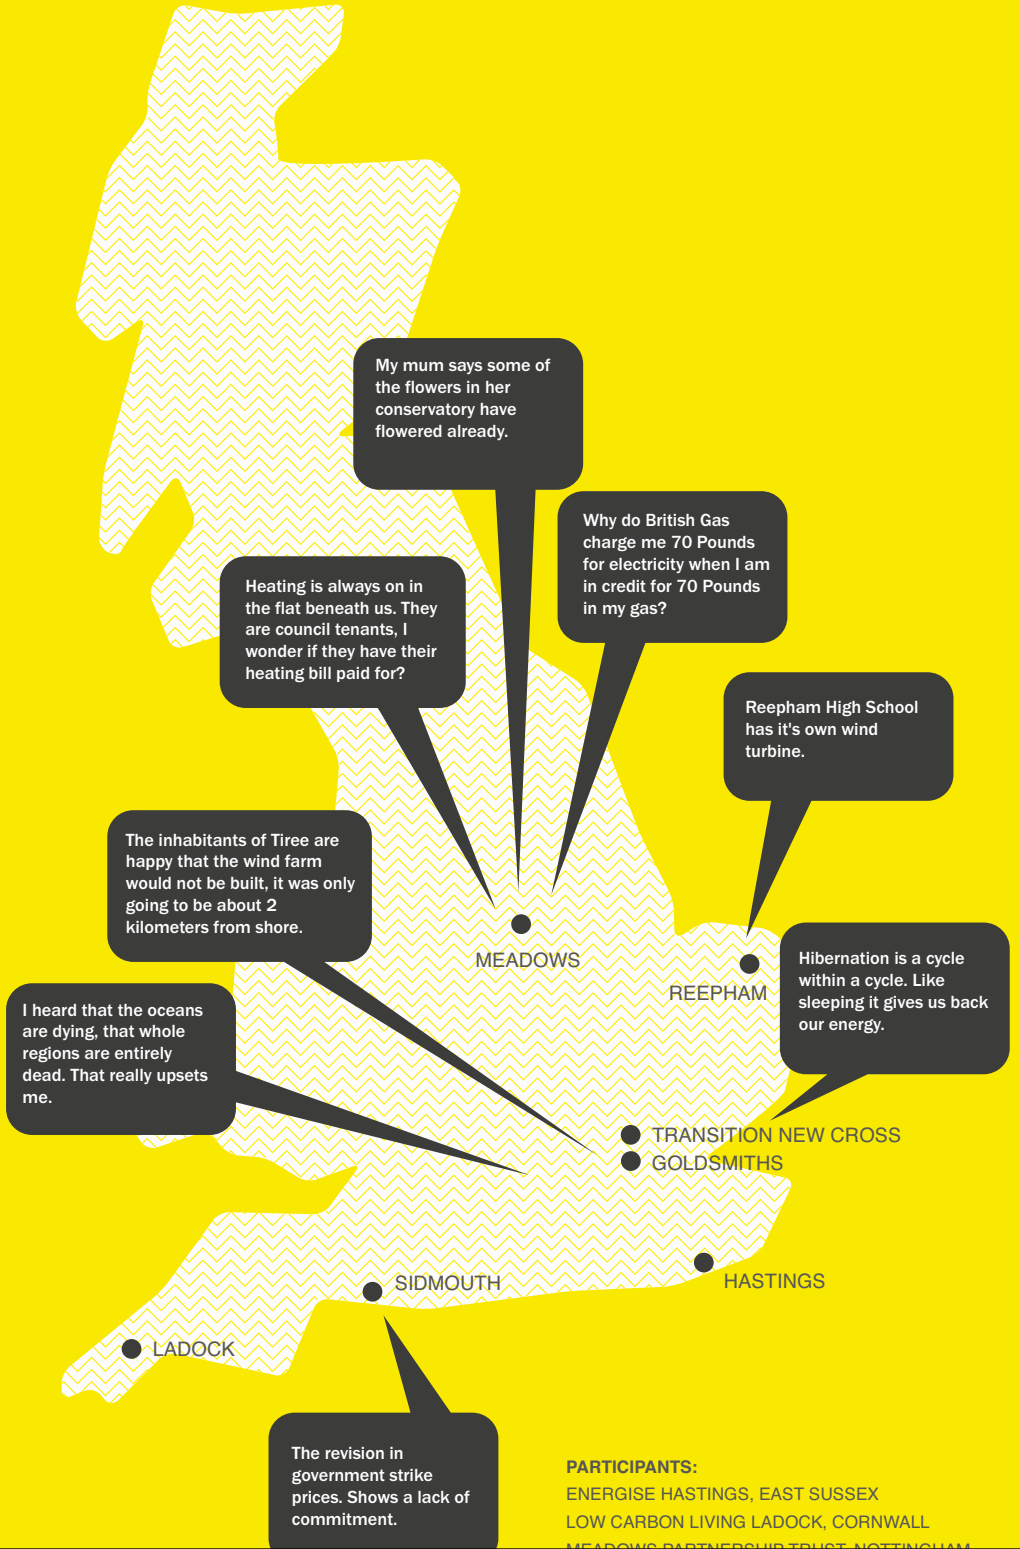 My mum says some of
the flowers in her
conservatory have
flowered already.
Why do British Gas
charge me 70 Pounds
for electricity when I am
in credit for 70 Pounds
in my gas?
Heating is always on in
the flat beneath us. They
are council tenants, I
wonder if they have their
heating bill paid for?
Reepham High School
has it's own wind
turbine.
The inhabitants of Tiree are
happy that the wind farm
would not be built, it was only
going to be about 2
kilometers from shore.
MEADOWS
REEPHAM
Hibernation is a cycle
within a cycle. Like
sleeping it gives us back
our energy.
I heard that the oceans
are dying, that whole
regions are entirely
dead. That really upsets
me.
TRANSITION NEW CROSS
GOLDSMITHS
SIDMOUTH
HASTINGS
LADOCK
The revision in
government strike
prices. Shows a lack of
commitment.
PARTICIPANTS:
ENERGISE HASTINGS, EAST SUSSEX
LOW CARBON LIVING LADOCK, CORNWALL
MEADOWS PARTNERSHIP TRUST, NOTTINGHAM